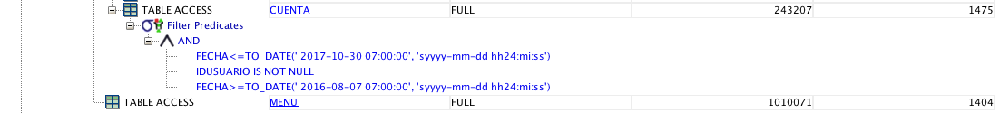 TABLE ACCESS CUENTA FULL 243207 1475
Filter Predicates
AND
FECHA<=TO_DATE(' 2017-10-30 07:00:00', 'syyyy-mm-dd hh24:mi:ss')
IDUSUARIO IS NOT NULL
FECHA>=TO_DATE(' 2016-08-07 07:00:00', 'syyyy-mm-dd hh24:mi:ss')
TABLE ACCESS MENU FULL 1010071 1404